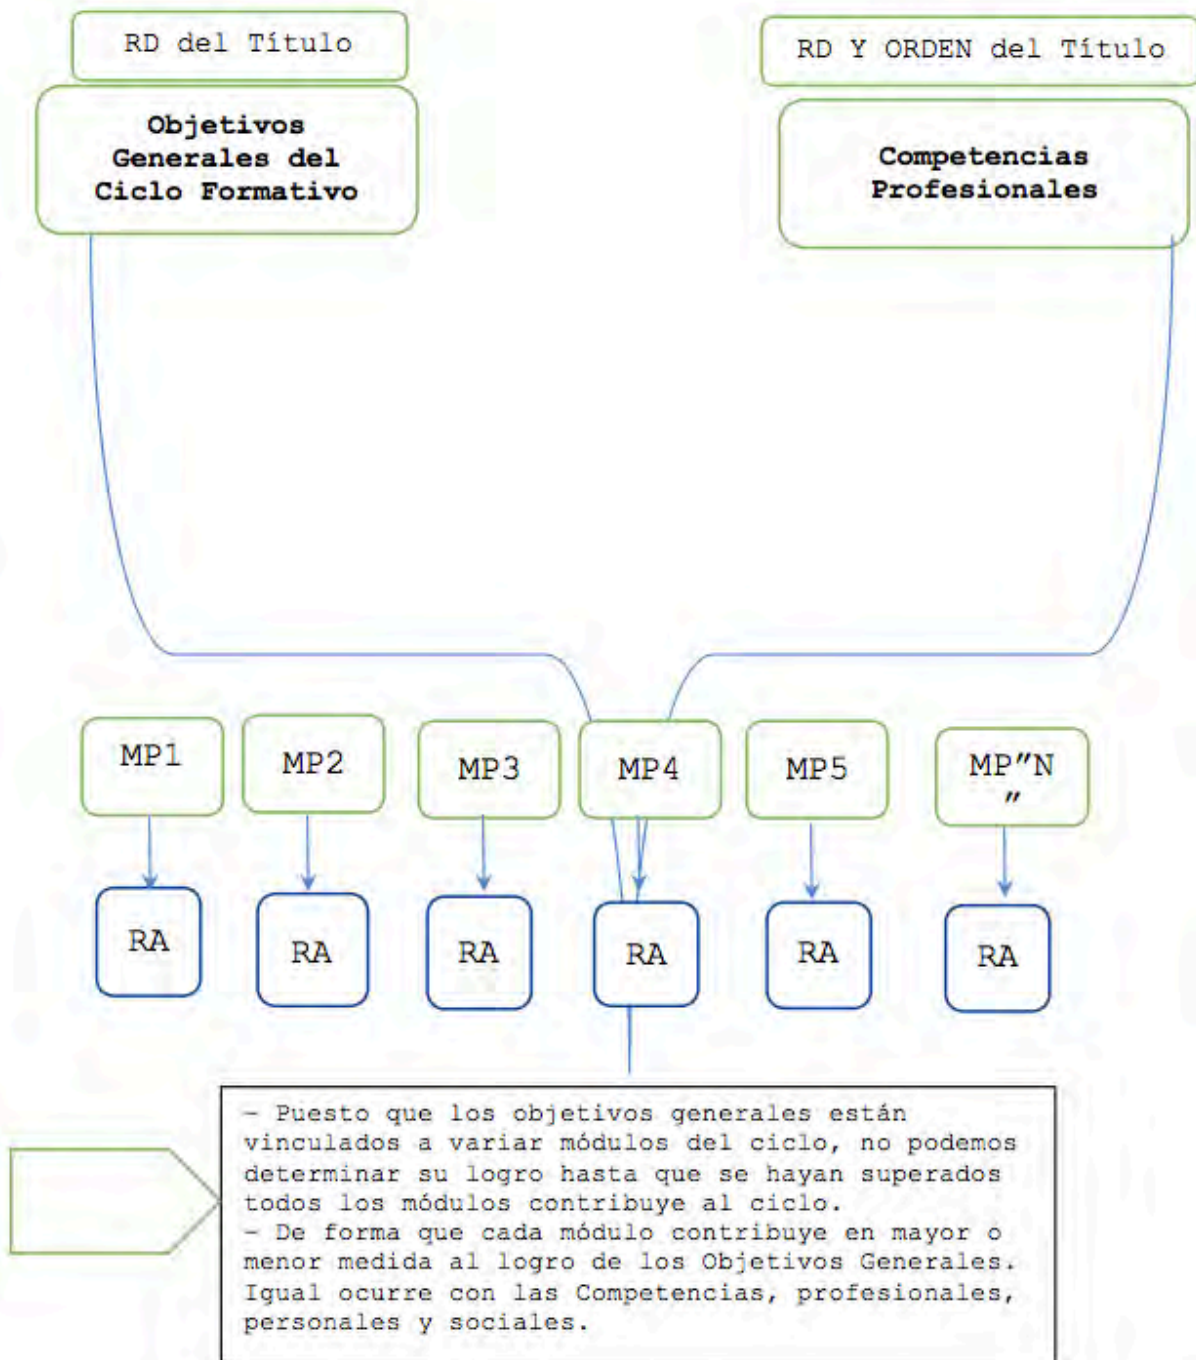 RD del Título
RD Y ORDEN del Título
Objetivos
Generales del
Ciclo Formativo
Competencias
Profesionales
MP1
MP2
MP3
MP4
MP5
MP"N
"
RA
RA
RA
RA
RA
RA
– Puesto que los objetivos generales están
vinculados a variar módulos del ciclo, no podemos
determinar su logro hasta que se hayan superados
todos los módulos contribuye al ciclo.
– De forma que cada módulo contribuye en mayor o
menor medida al logro de los Objetivos Generales.
Igual ocurre con las Competencias, profesionales,
personales y sociales.